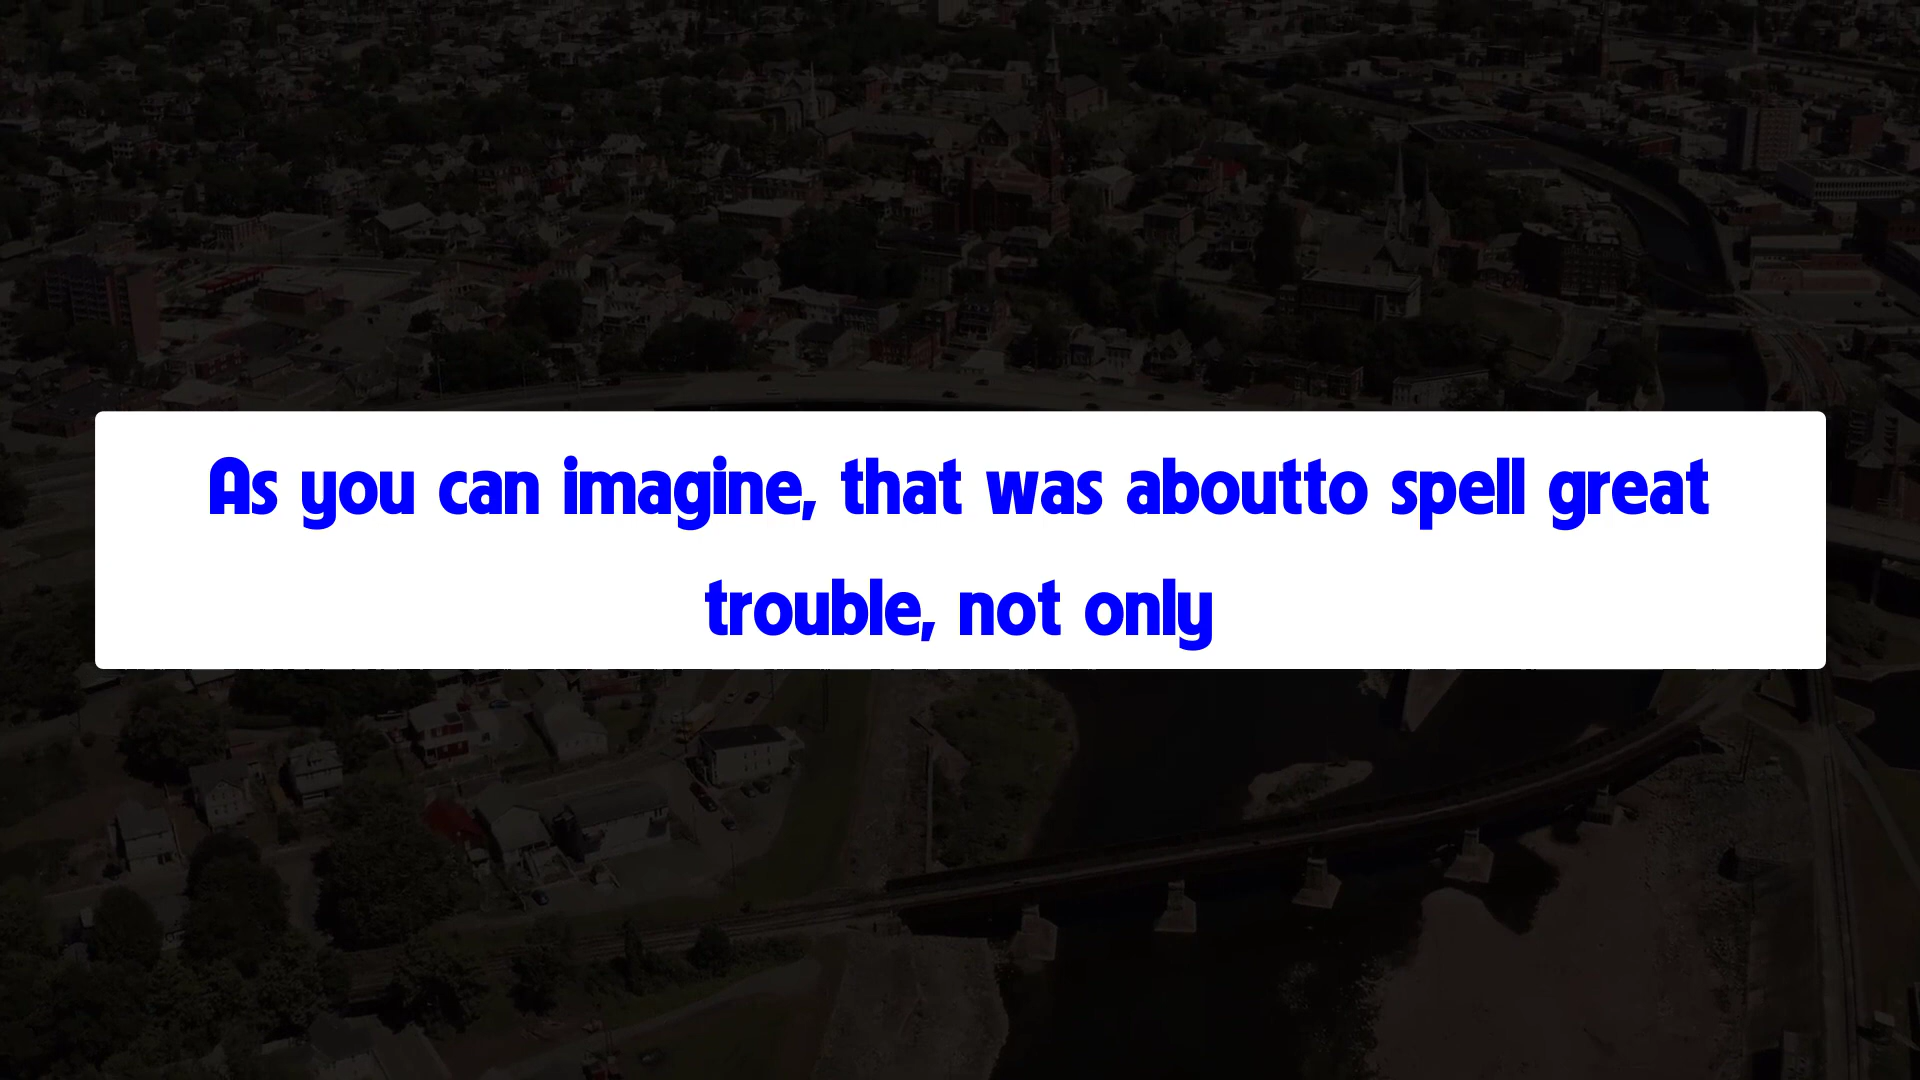 As you can imagine, that was aboutto spell great
trouble, not only